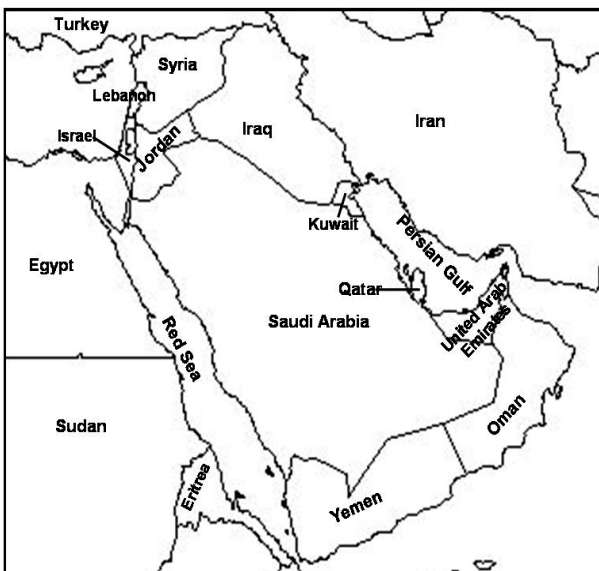 Turkey
Syria
Lebanon
Israel
Jordan
Iraq
Iran
Kuwait
Persian Gulf
Egypt
Qatar
Saudi Arabia
United Arab
Emirates
Red Sea
Sudan
Oman
Eritrea
Yemen